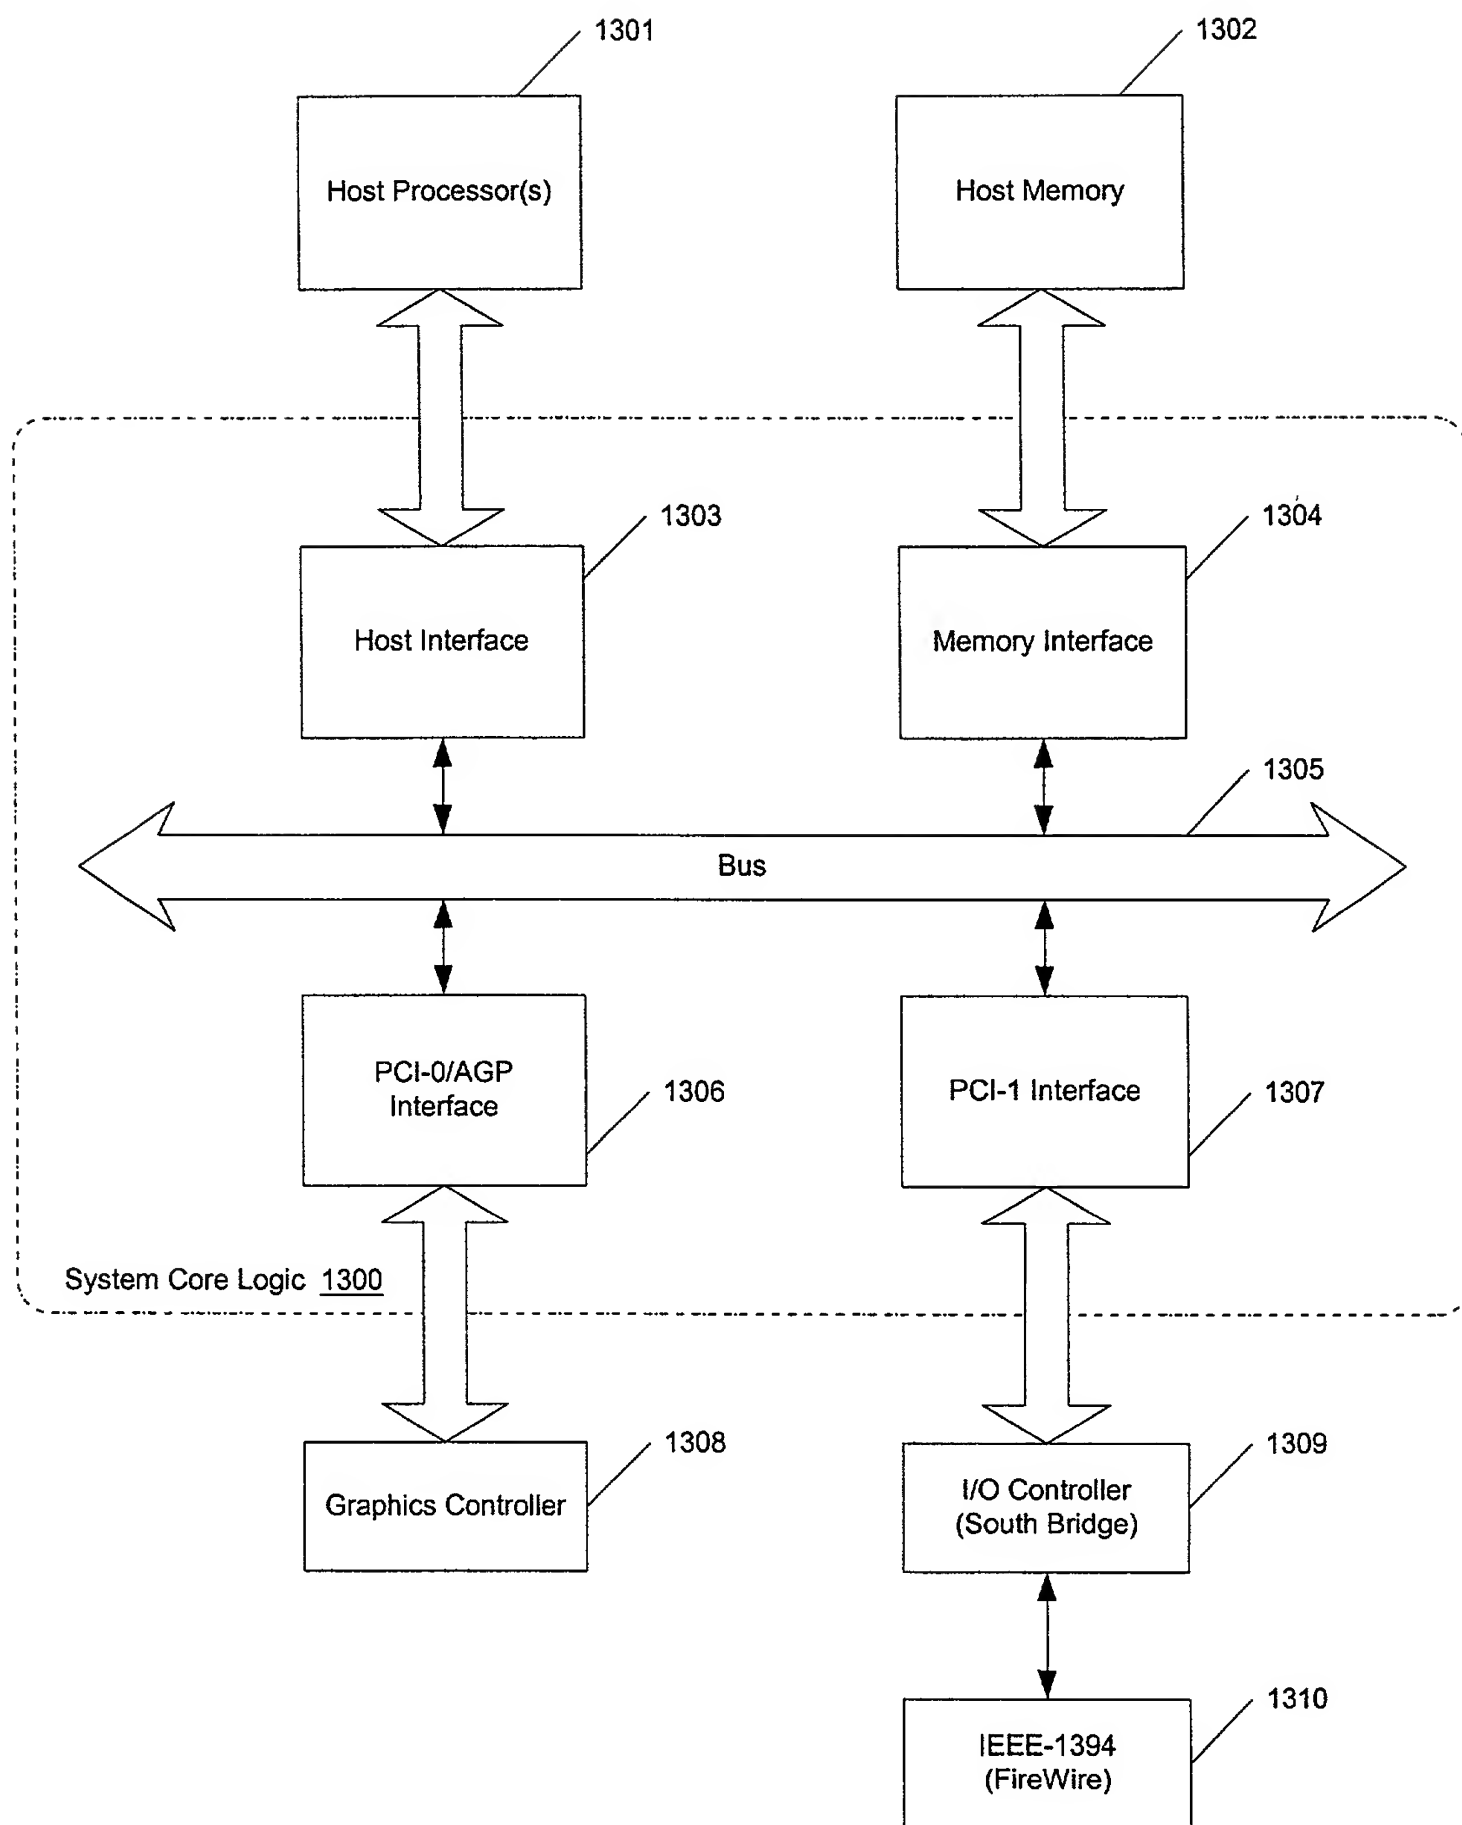 1301
1302
Host Processor(s)
Host Memory
1303
1304
Host Interface
Memory Interface
1305
Bus
PCI-0/AGP
Interface
1306
PCI-1 Interface
1307
System Core Logic 1300
1308
1309
Graphics Controller
I/O Controller
(South Bridge)
1310
IEEE-1394
(FireWire)